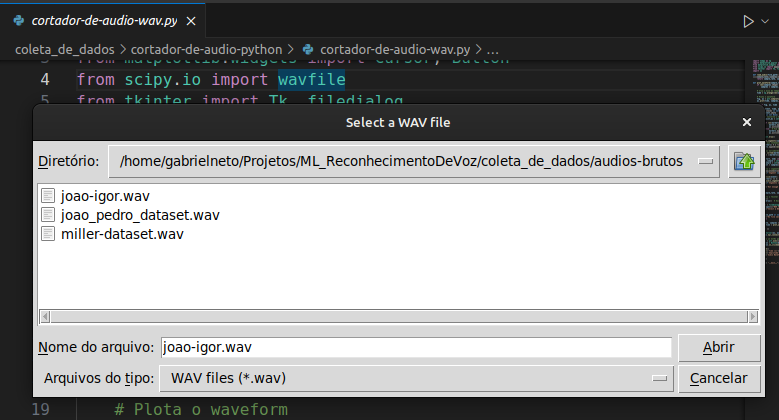 cortador-de-audio-wav.py
coleta_de_dados > cortador-de-audio-python > cortador-de-audio-wav.py > ...
3 from matplotlib.widgets import Cursor, Button
4 from scipy.io import wavfile
5 from tkinter import Tk, filedialog
Select a WAV file
Diretório: /home/gabrielneto/Projetos/ML_ReconhecimentoDeVoz/coleta_de_dados/audios-brutos
joao-igor.wav
joao_pedro_dataset.wav
miller-dataset.wav
Nome do arquivo: joao-igor.wav Abrir
Arquivos do tipo: WAV files (*.wav) Cancelar
19 # Plota o waveform